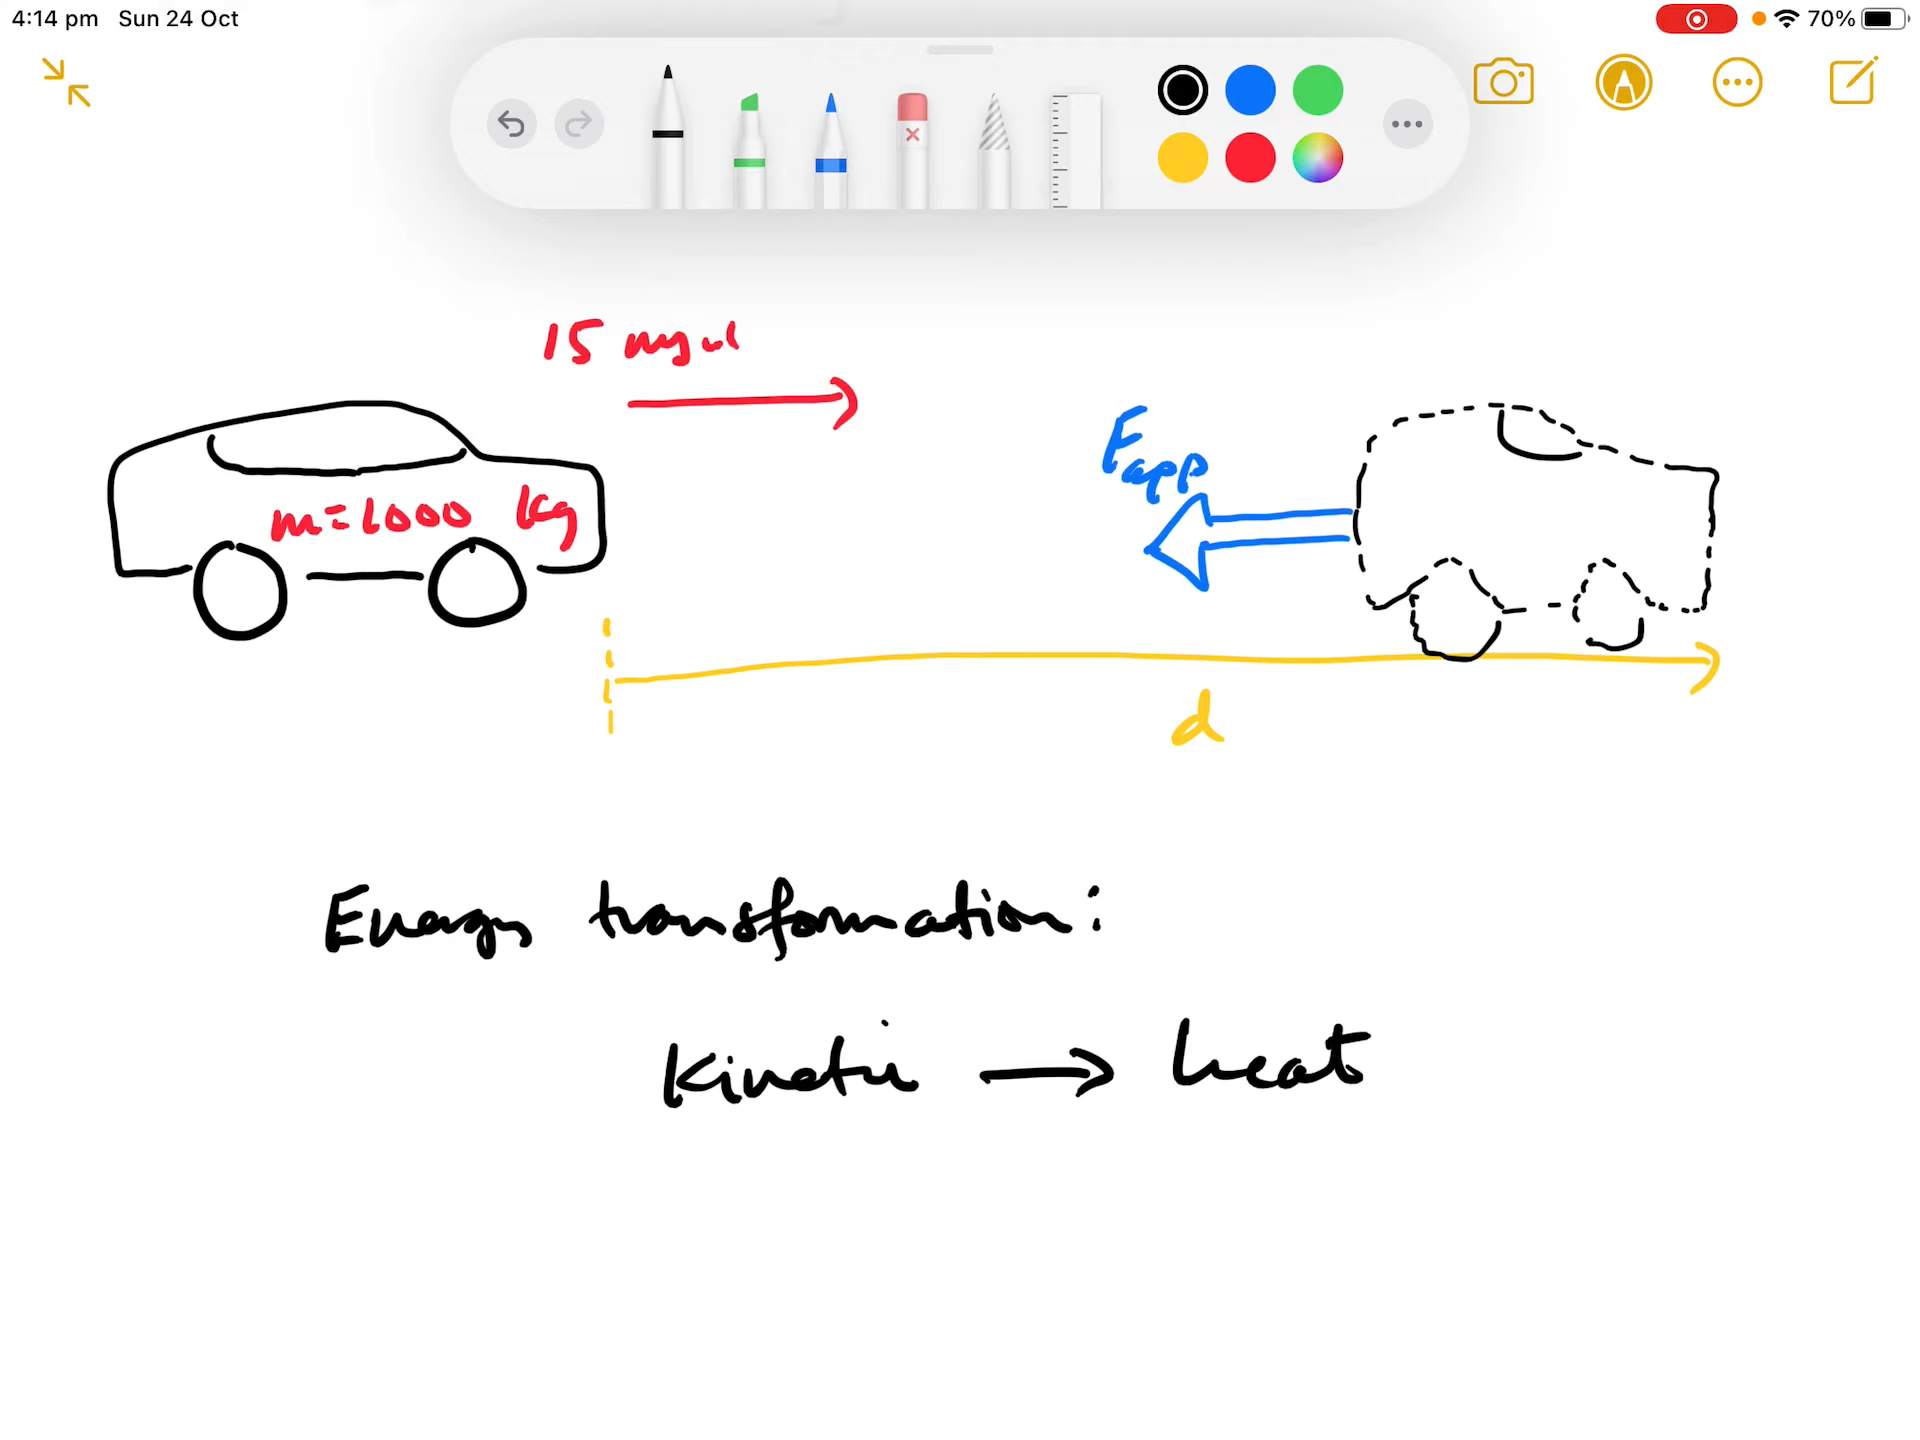 4:14 pm Sun 24 Oct
70%
15
m=1000 kg
Fapp
d
Energy transformation:
Kinetic → heat